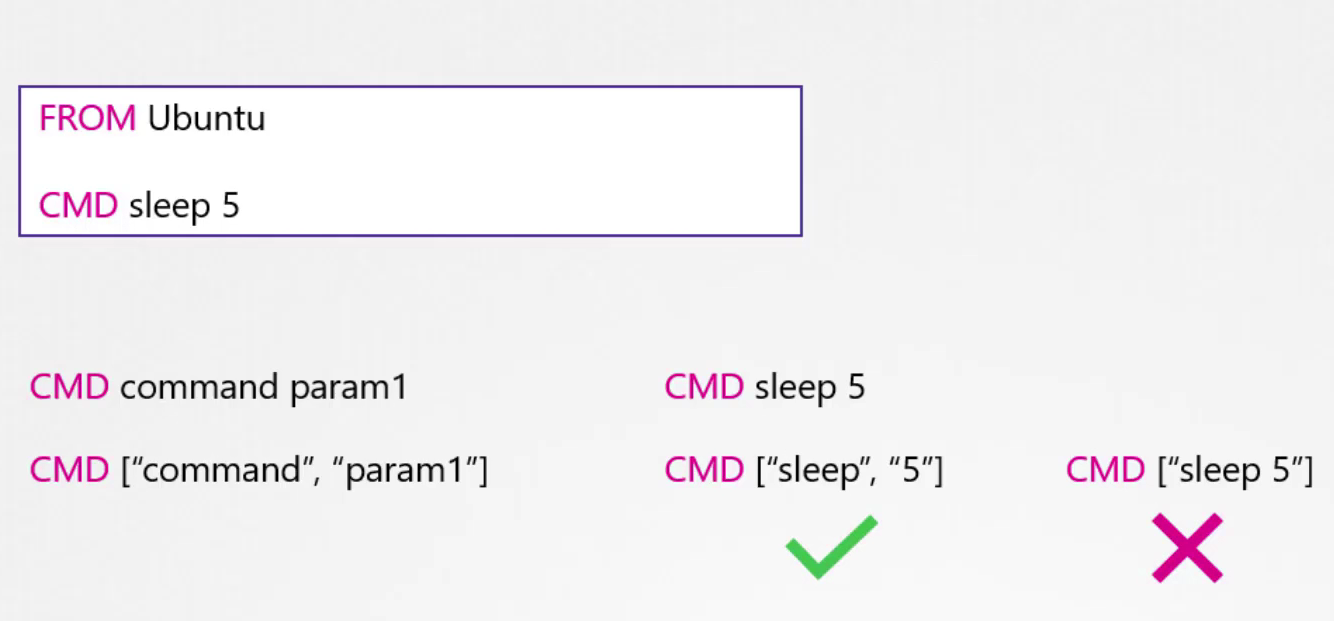 FROM Ubuntu
CMD sleep 5
CMD command param1
CMD sleep 5
CMD [“command”, “param1”]
CMD [“sleep”, “5”]
CMD [“sleep 5”]